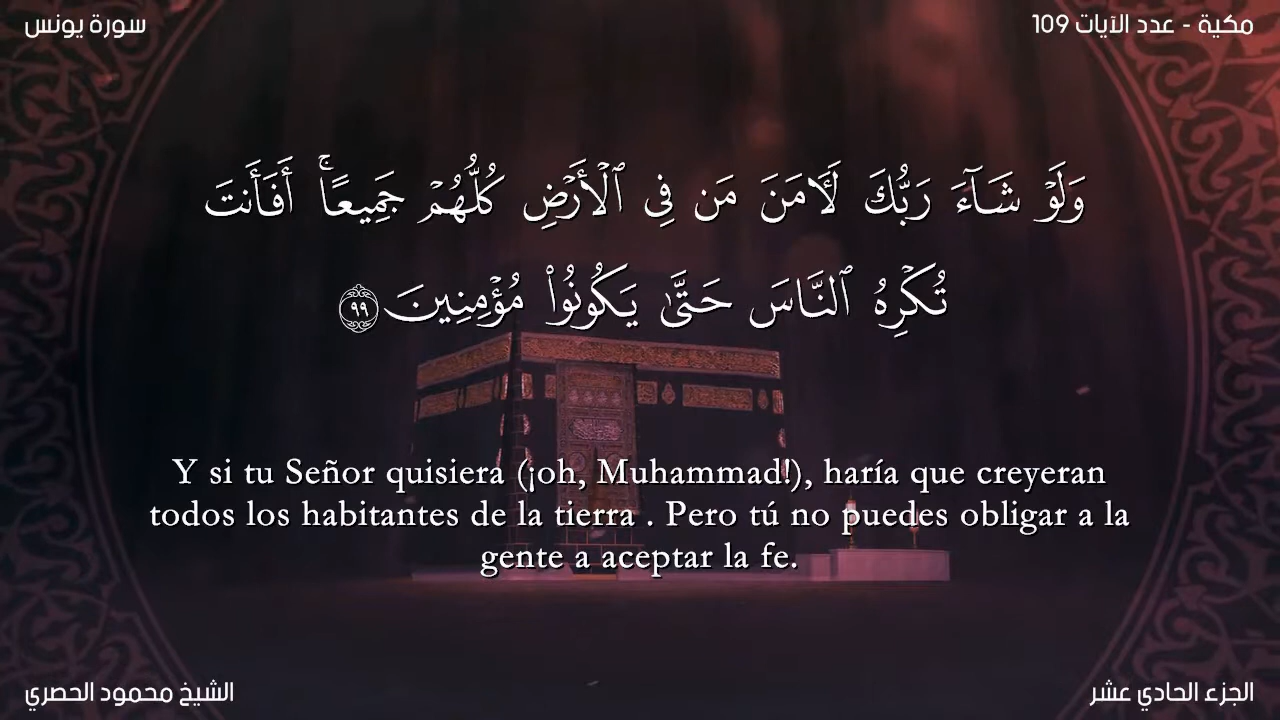 سورة يونس
مكية - عدد الآيات 109
وَلَوۡ شَآءَ رَبُّكَ لَأٓمَنَ مَن فِي ٱلۡأَرۡضِ كُلُّهُمۡ جَمِيعًاۚ أَفَأَنتَ
تُكۡرِهُ ٱلنَّاسَ حَتَّىٰ يَكُونُواْ مُؤۡمِنِينَ ٩٩
Y si tu Señor quisiera (¡oh, Muhammad!), haría que creyeran
todos los habitantes de la tierra . Pero tú no puedes obligar a la
gente a aceptar la fe.
الشيخ محمود الحصري
الجزء الحادي عشر